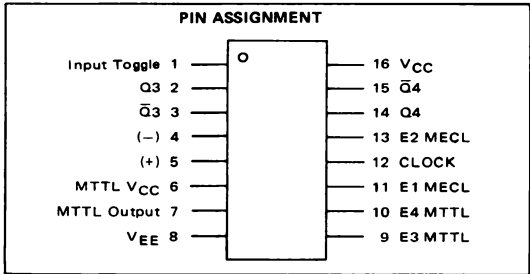 PIN ASSIGNMENT
Input Toggle 1
Q3 2
Q̅3 3
(−) 4
(+) 5
MTTL VCC 6
MTTL Output 7
VEE 8
16 VCC
15 Q̅4
14 Q4
13 E2 MECL
12 CLOCK
11 E1 MECL
10 E4 MTTL
9 E3 MTTL